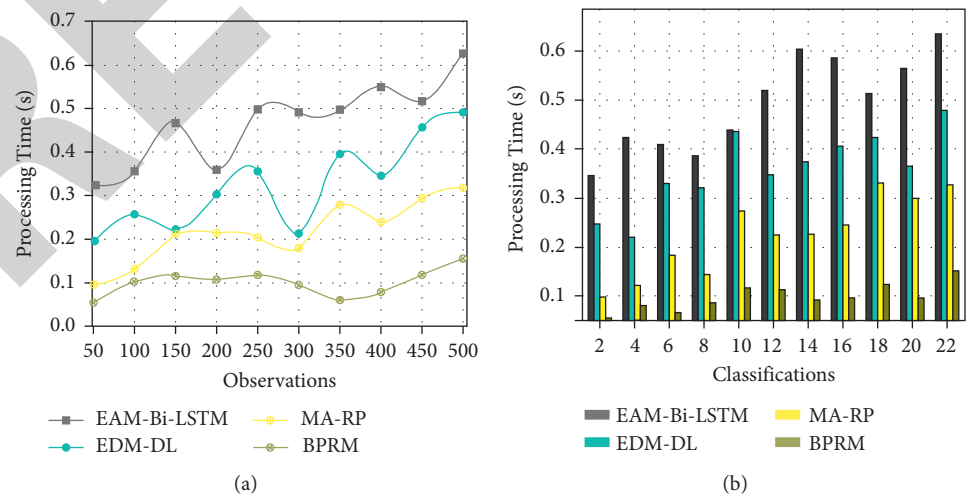 0.7
0.6
0.5
0.4
0.3
0.2
0.1
0.0
Processing Time (s)
50 100 150 200 250 300 350 400 450 500
Observations
EAM-Bi-LSTM MA-RP
EDM-DL BPRM
(a)
0.6
0.5
0.4
0.3
0.2
0.1
Processing Time (s)
2 4 6 8 10 12 14 16 18 20 22
Classifications
EAM-Bi-LSTM MA-RP
EDM-DL BPRM
(b)